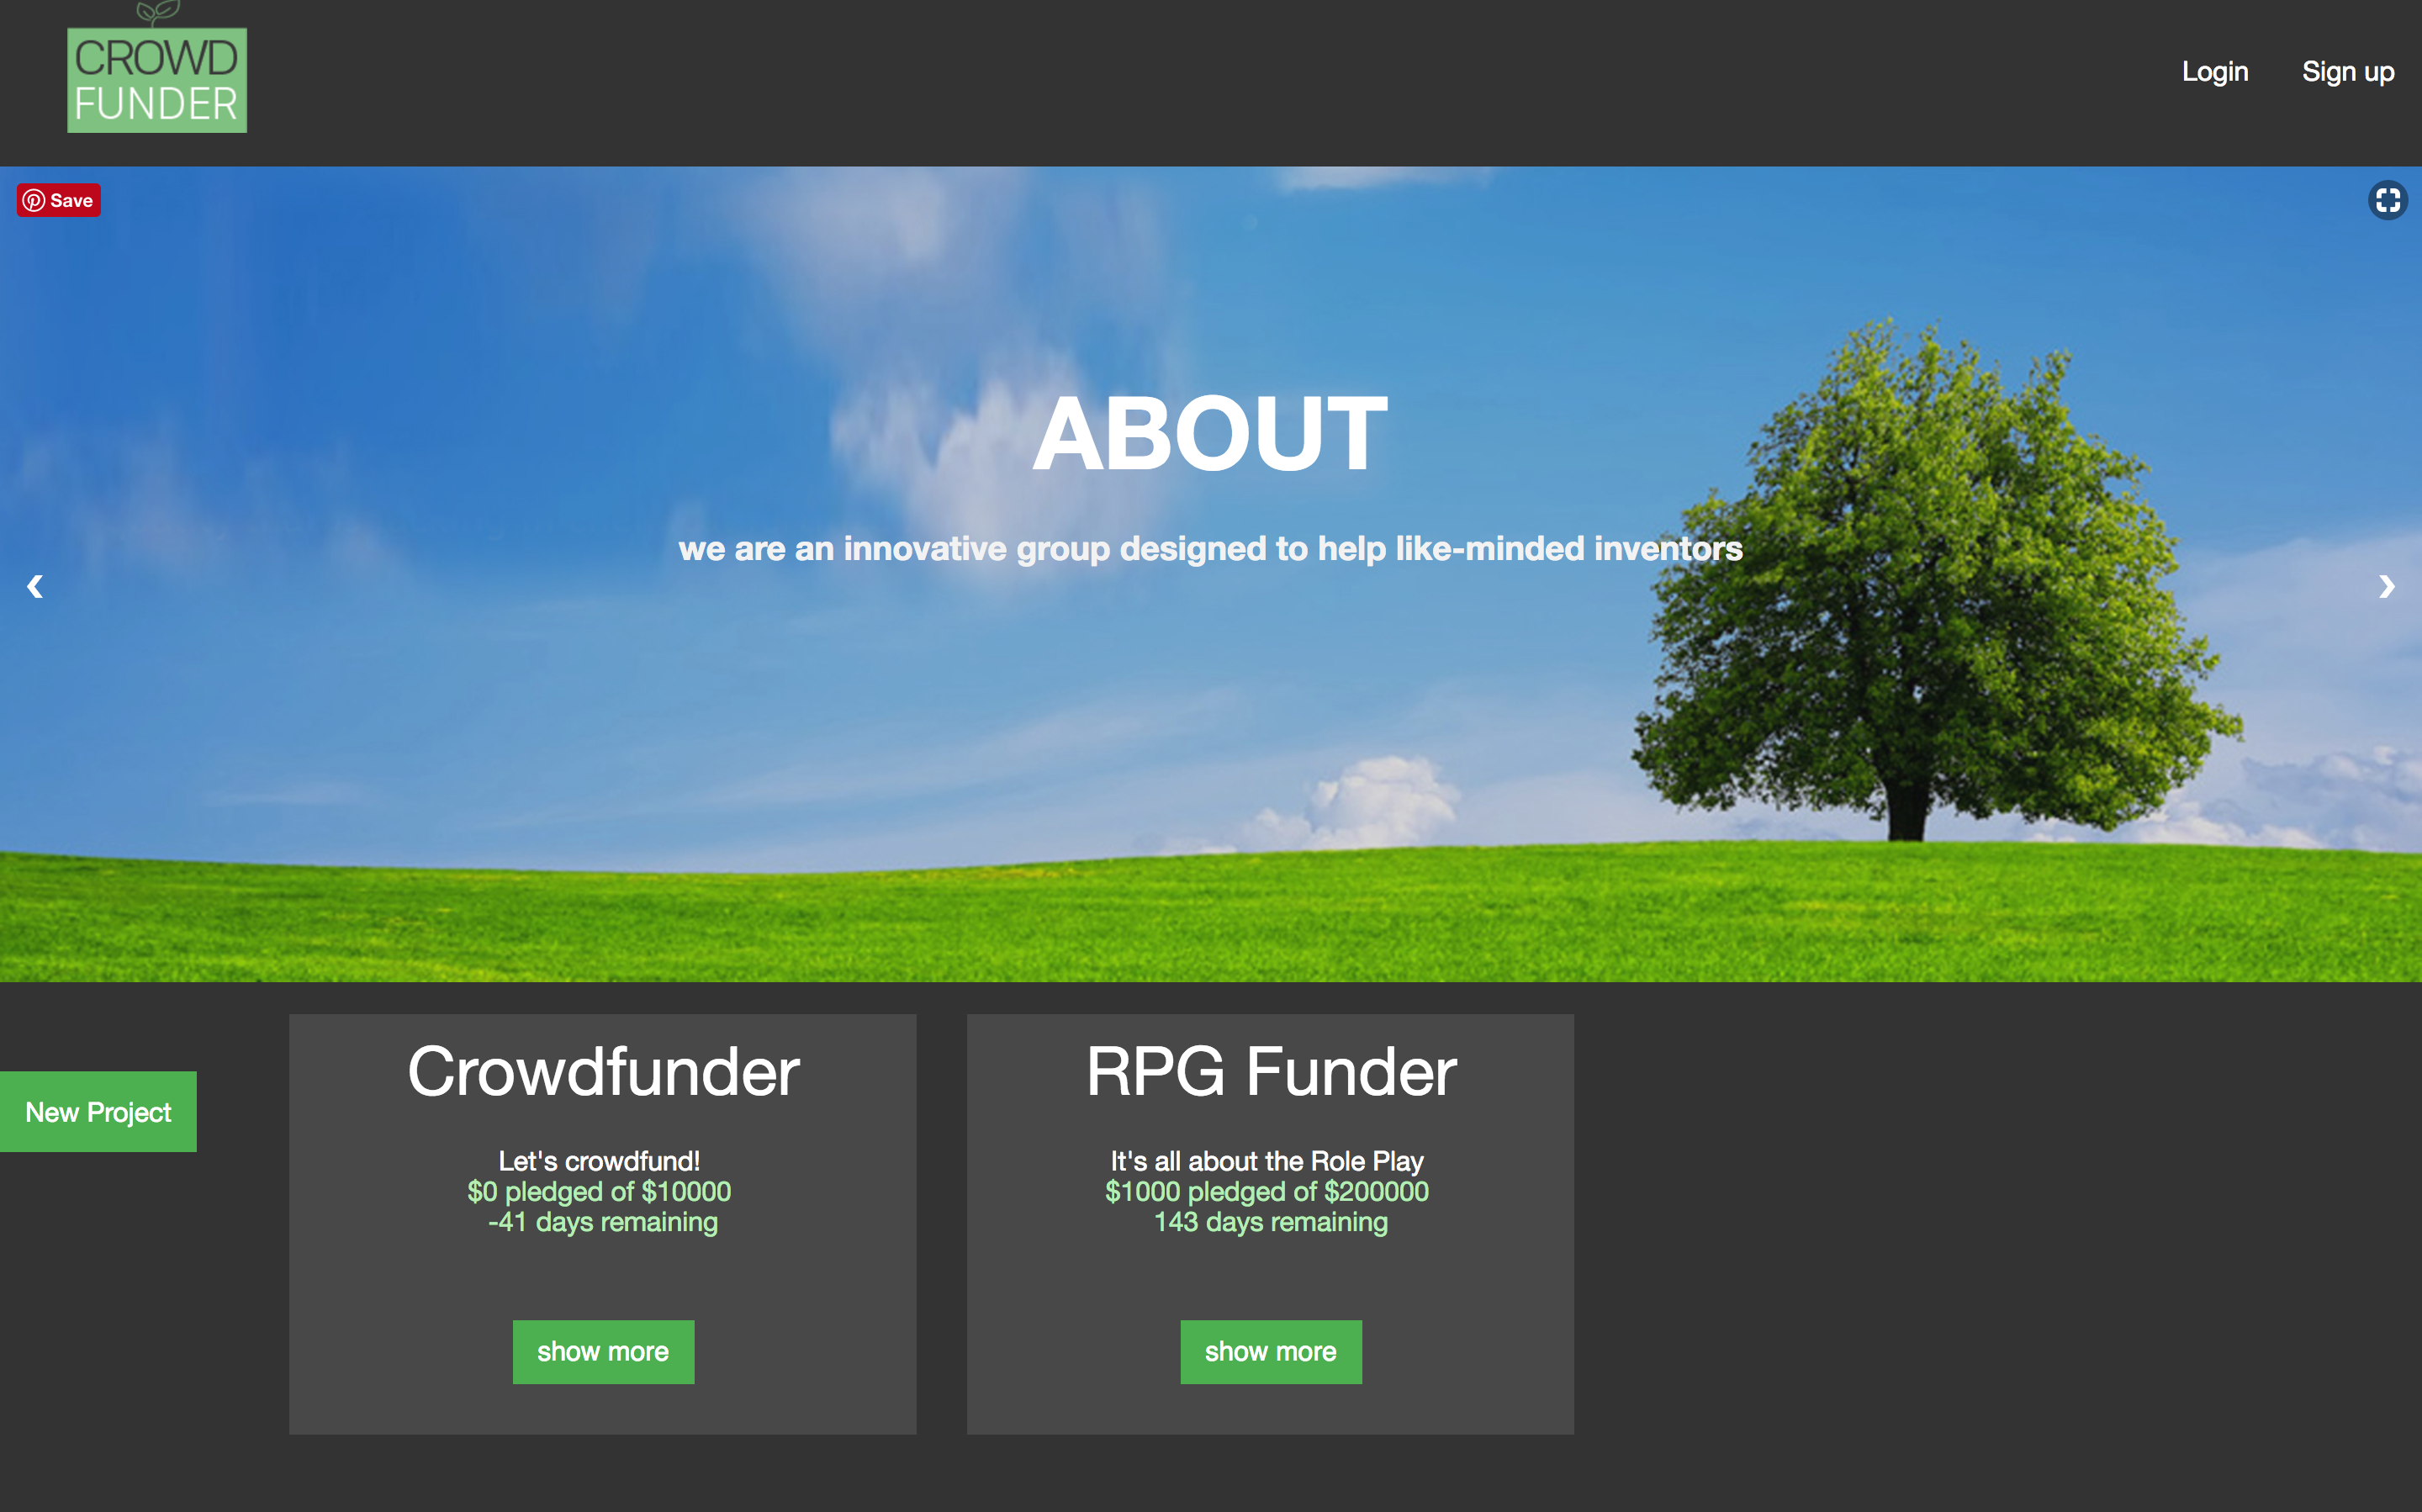 CROWD
FUNDER
Login
Sign up
Save
ABOUT
we are an innovative group designed to help like-minded inventors
New Project
Crowdfunder
Let's crowdfund!
$0 pledged of $10000
-41 days remaining
show more
RPG Funder
It's all about the Role Play
$1000 pledged of $200000
143 days remaining
show more